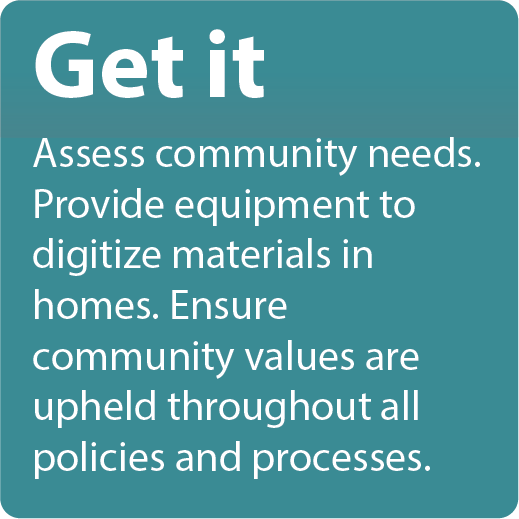 Get it
Assess community needs.
Provide equipment to
digitize materials in
homes. Ensure
community values are
upheld throughout all
policies and processes.